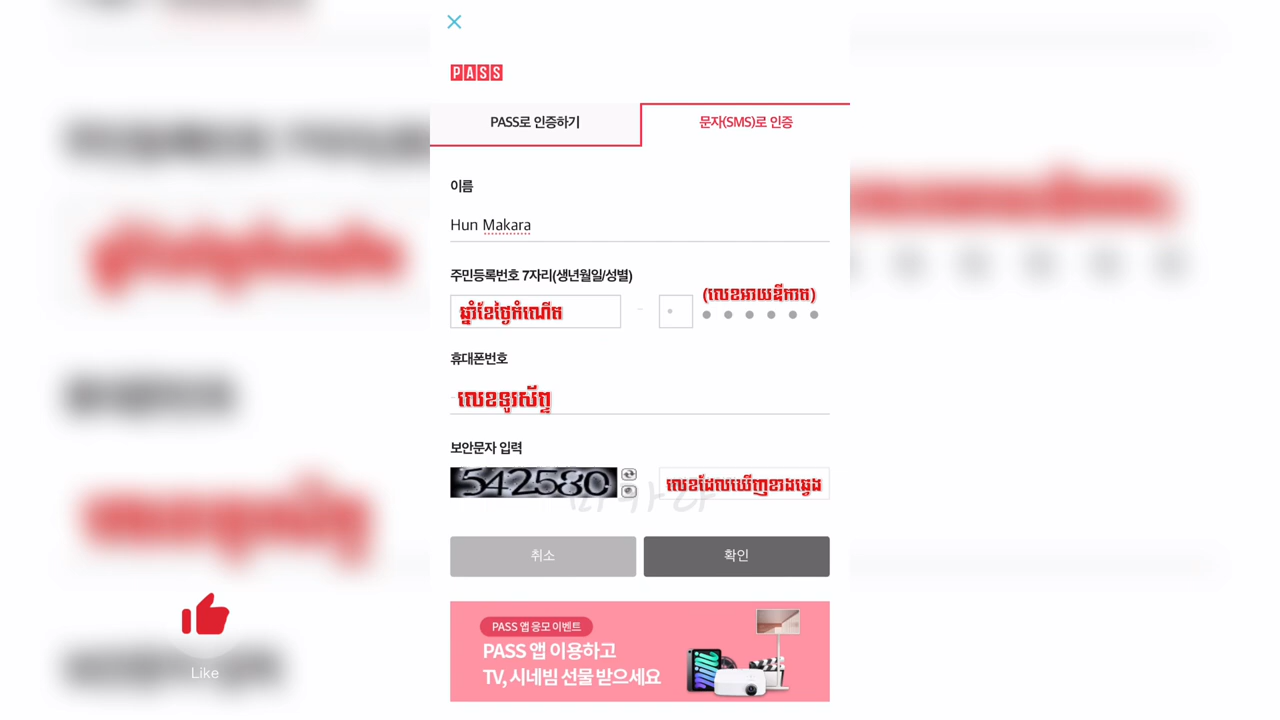 PASS
PASS로 인증하기
문자(SMS)로 인증
이름
Hun Makara
주민등록번호 7자리(생년월일/성별)
ឆ្នាំខែថ្ងៃកំណើត
-
(លេខអាយឌីកាត)
휴대폰번호
លេខទូរស័ព្ទ
보안문자 입력
542580
លេខដែលឃើញខាងឆ្វេង
마카라
취소
확인
PASS 앱 응모 이벤트
PASS 앱 이용하고
TV, 시네빔 선물 받으세요
Like